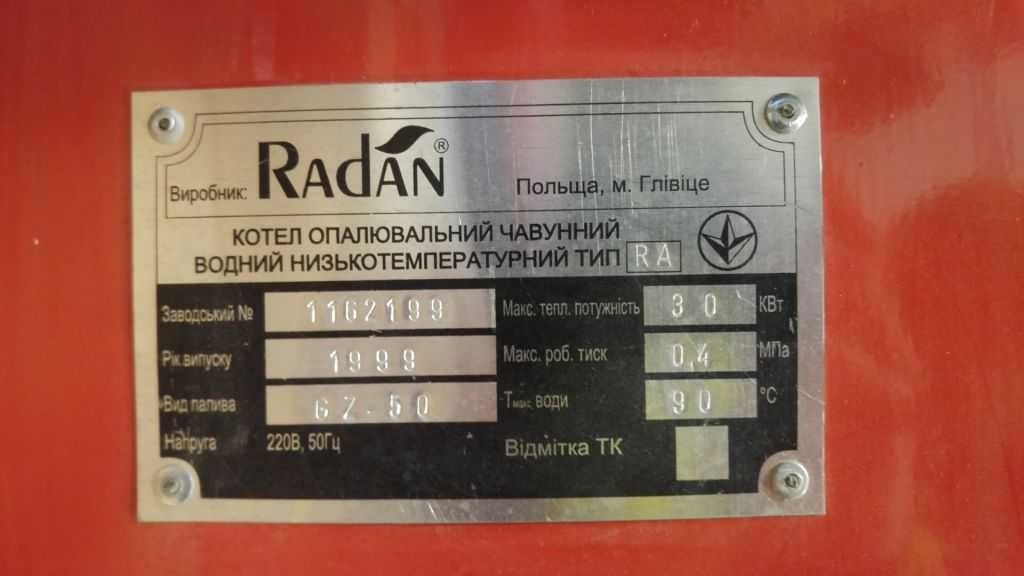 Виробник: RADAN® Польща, м. Глівіце
КОТЕЛ ОПАЛЮВАЛЬНИЙ ЧАВУННИЙ
ВОДНИЙ НИЗЬКОТЕМПЕРАТУРНИЙ ТИП RA
Заводський № 1162199 Макс. тепл. потужність 30 КВт
Рік випуску 1999 Макс. роб. тиск 0,4 МПа
Вид палива GZ-50 Тмакс. води 90 °С
Напруга 220В, 50Гц Відмітка ТК